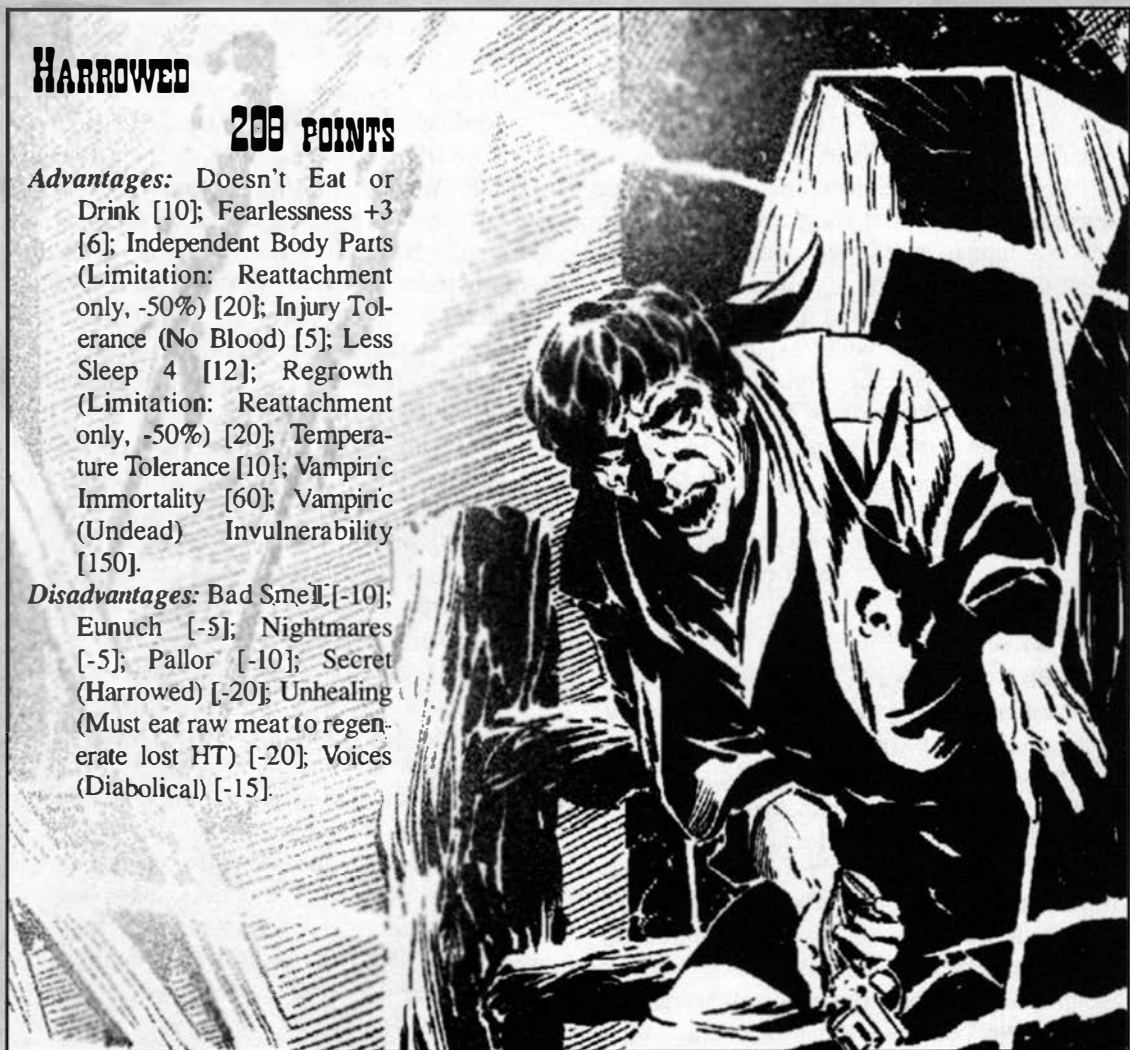 HARROWED
208 POINTS
Advantages: Doesn't Eat or
Drink [10]; Fearlessness +3
[6]; Independent Body Parts
(Limitation: Reattachment
only, -50%) [20]; Injury Tol-
erance (No Blood) [5]; Less
Sleep 4 [12]; Regrowth
(Limitation: Reattachment
only, -50%) [20]; Tempera-
ture Tolerance [10]; Vampiric
Immortality [60]; Vampiric
(Undead) Invulnerability
[150].
Disadvantages: Bad Smell [-10];
Eunuch [-5]; Nightmares
[-5]; Pallor [-10]; Secret
(Harrowed) [-20]; Unhealing
(Must eat raw meat to regen-
erate lost HT) [-20]; Voices
(Diabolical) [-15].